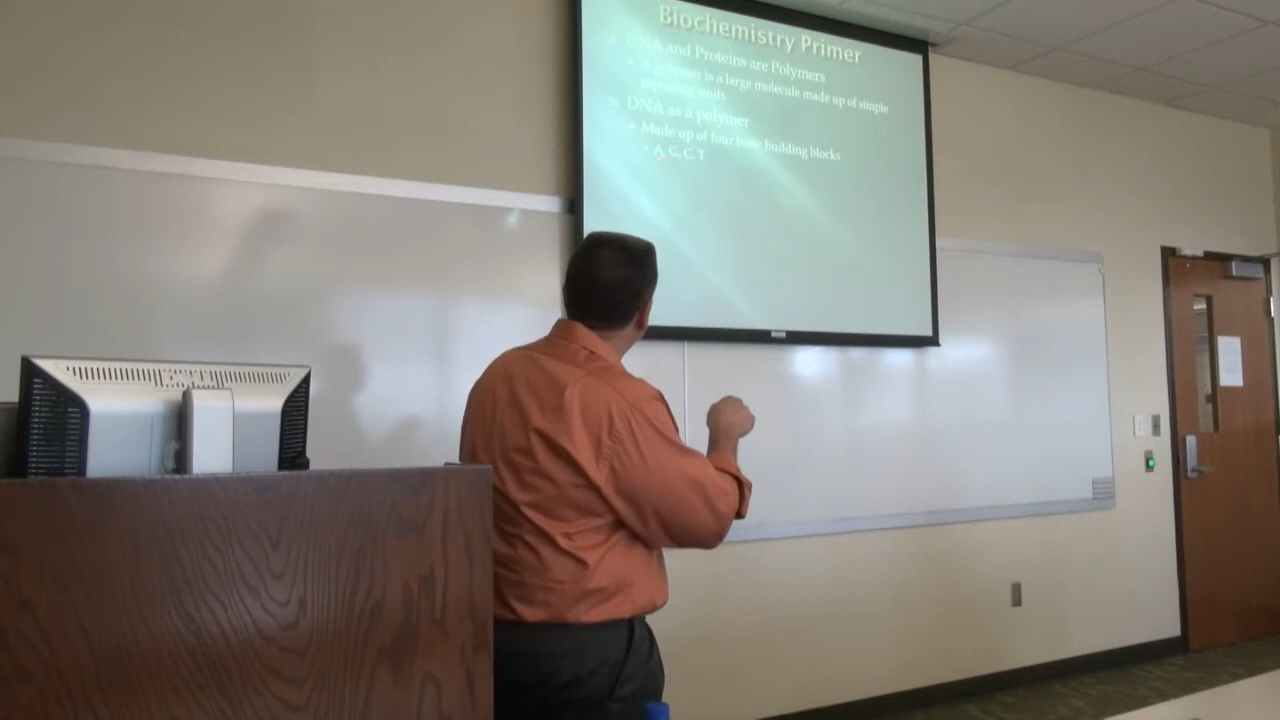 Biochemistry Primer
DNA and Proteins are Polymers
A polymer is a large molecule made up of simple
repeating units
DNA as a polymer
Made up of four basic building blocks
A, G, C, T